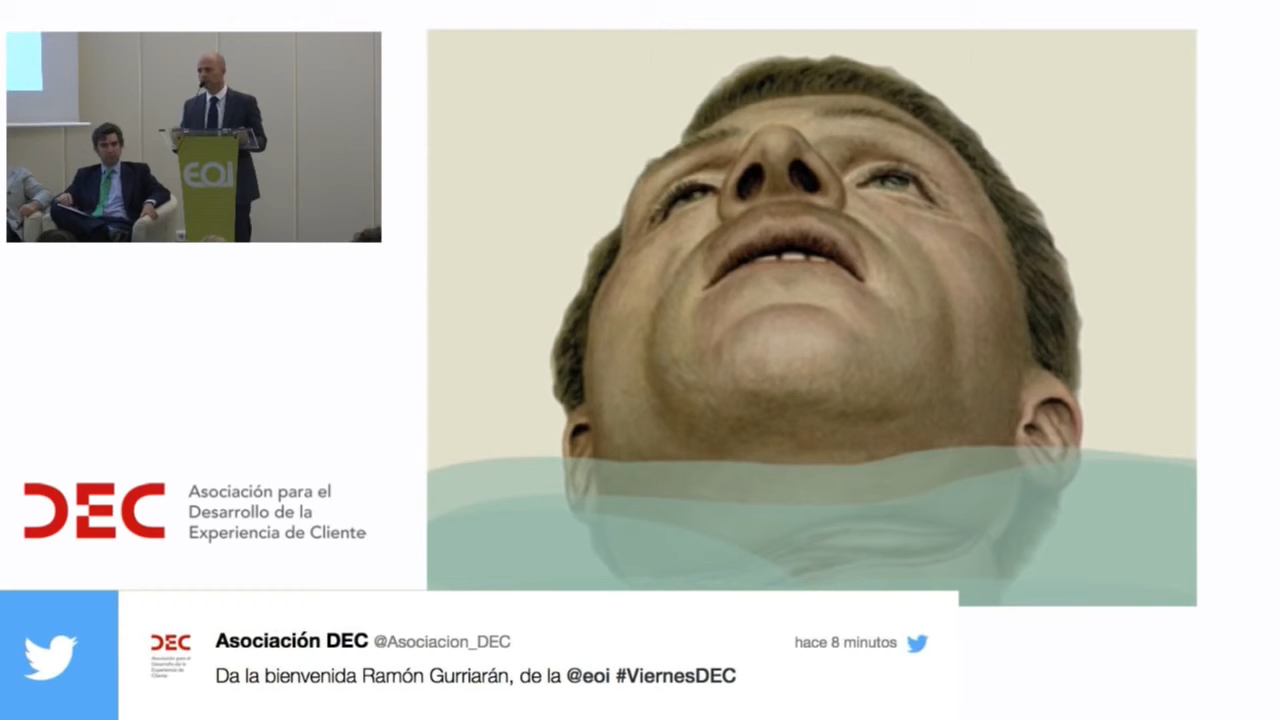 EOI
DEC
Asociación para el
Desarrollo de la
Experiencia de Cliente
DEC
Asociación DEC @Asociacion_DEC
hace 8 minutos
Da la bienvenida Ramón Gurriarán, de la @eoi #ViernesDEC